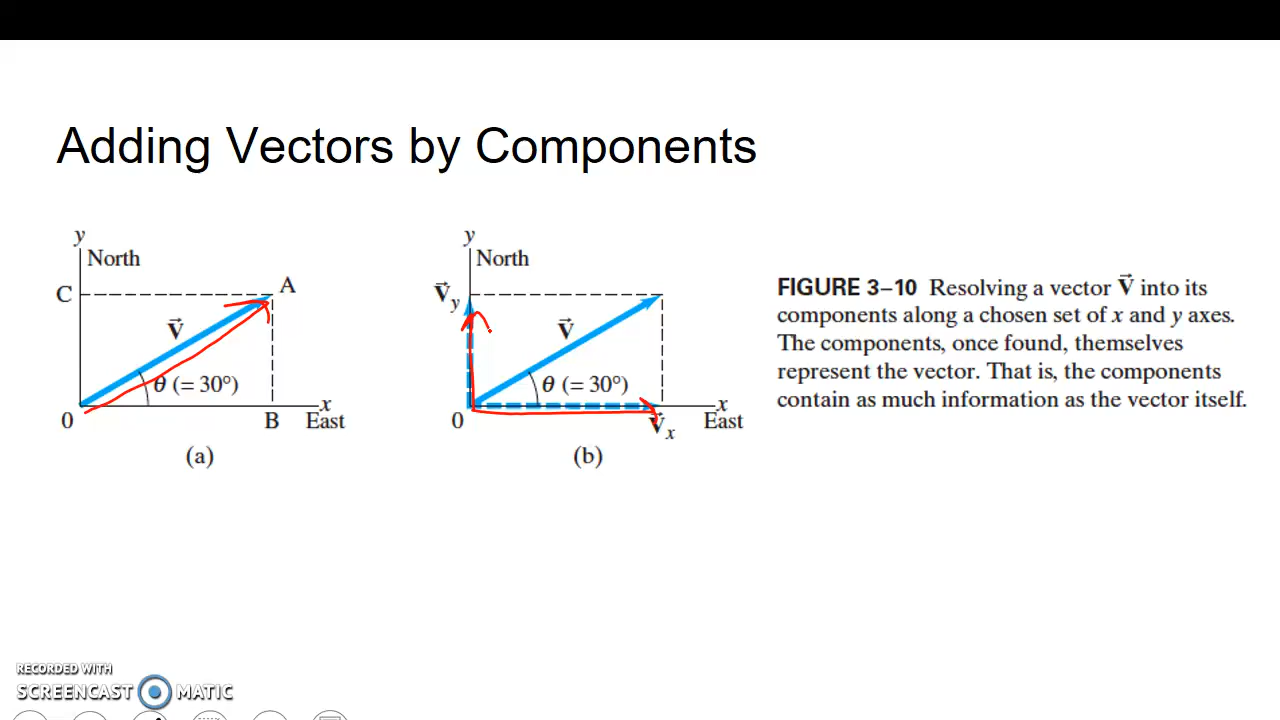 Adding Vectors by Components
y
North
C
A
V⃗
θ (= 30°)
0
B
x
East
(a)
y
North
V⃗y
V⃗
θ (= 30°)
0
V⃗x
x
East
(b)
FIGURE 3–10 Resolving a vector V⃗ into its
components along a chosen set of x and y axes.
The components, once found, themselves
represent the vector. That is, the components
contain as much information as the vector itself.
RECORDED WITH
SCREENCAST MATIC